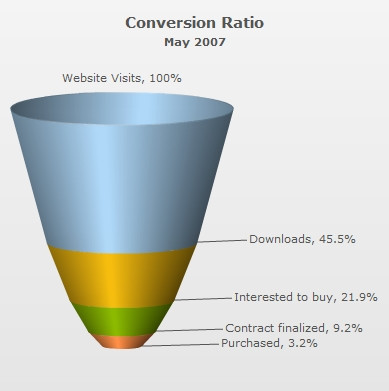 Conversion Ratio
May 2007
Website Visits, 100%
Downloads, 45.5%
Interested to buy, 21.9%
Contract finalized, 9.2%
Purchased, 3.2%